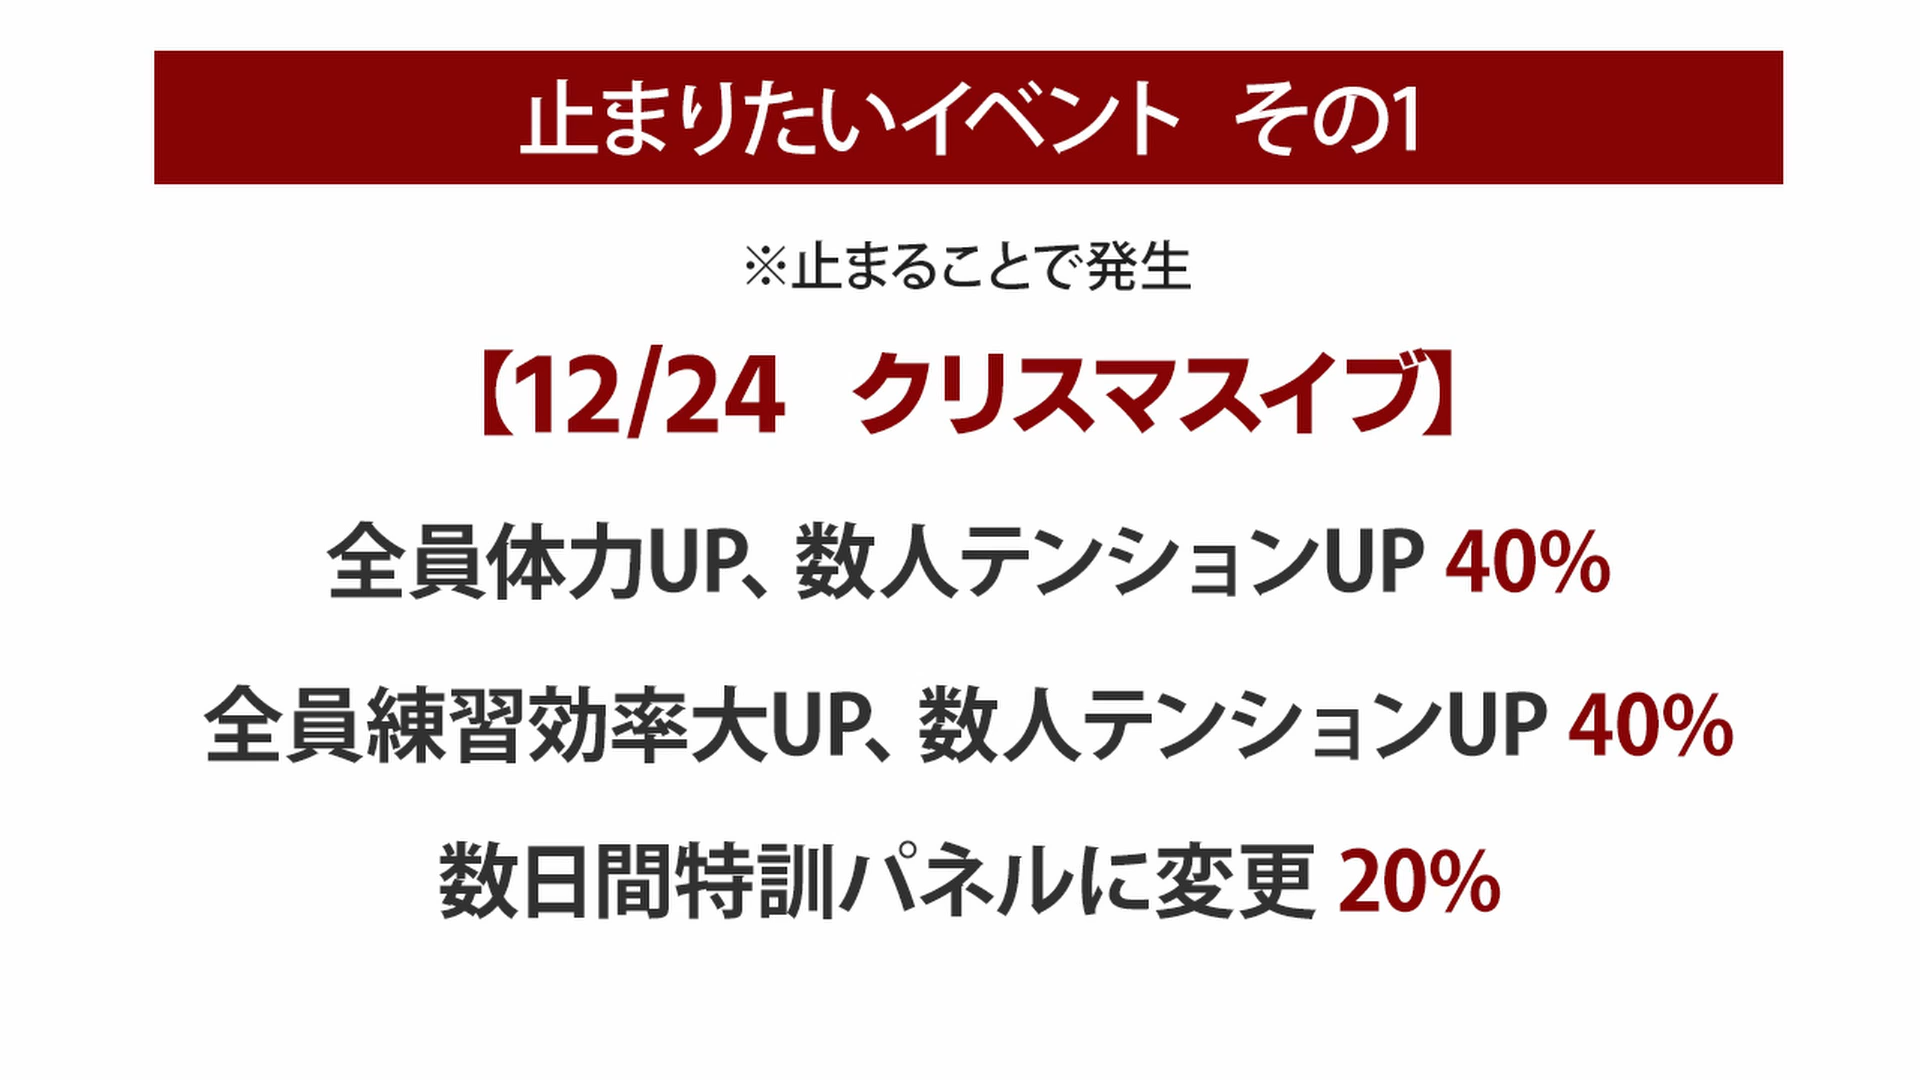 止まりたいイベント その1
※止まることで発生
【12/24 クリスマスイブ】
全員体力UP、数人テンションUP 40%
全員練習効率大UP、数人テンションUP 40%
数日間特訓パネルに変更 20%